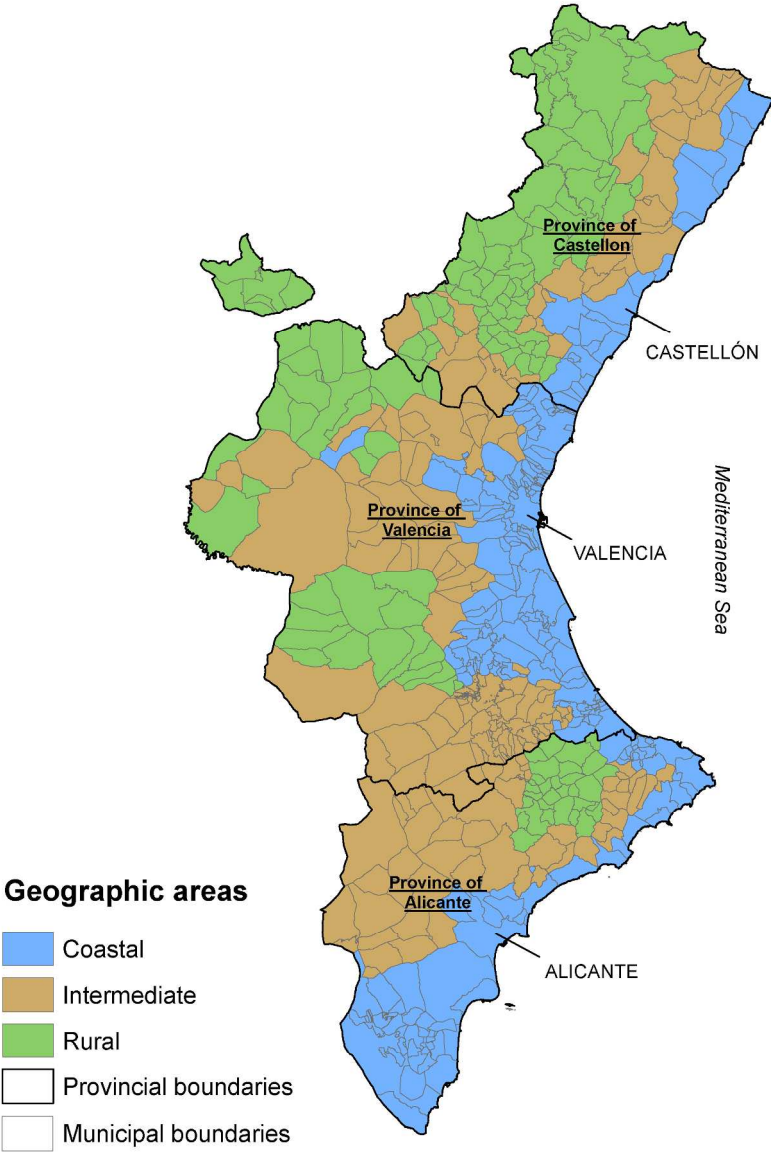 Province of
Castellon
CASTELLÓN
Mediterranean Sea
Province of
Valencia
VALENCIA
Province of
Alicante
ALICANTE
Geographic areas
Coastal
Intermediate
Rural
Provincial boundaries
Municipal boundaries